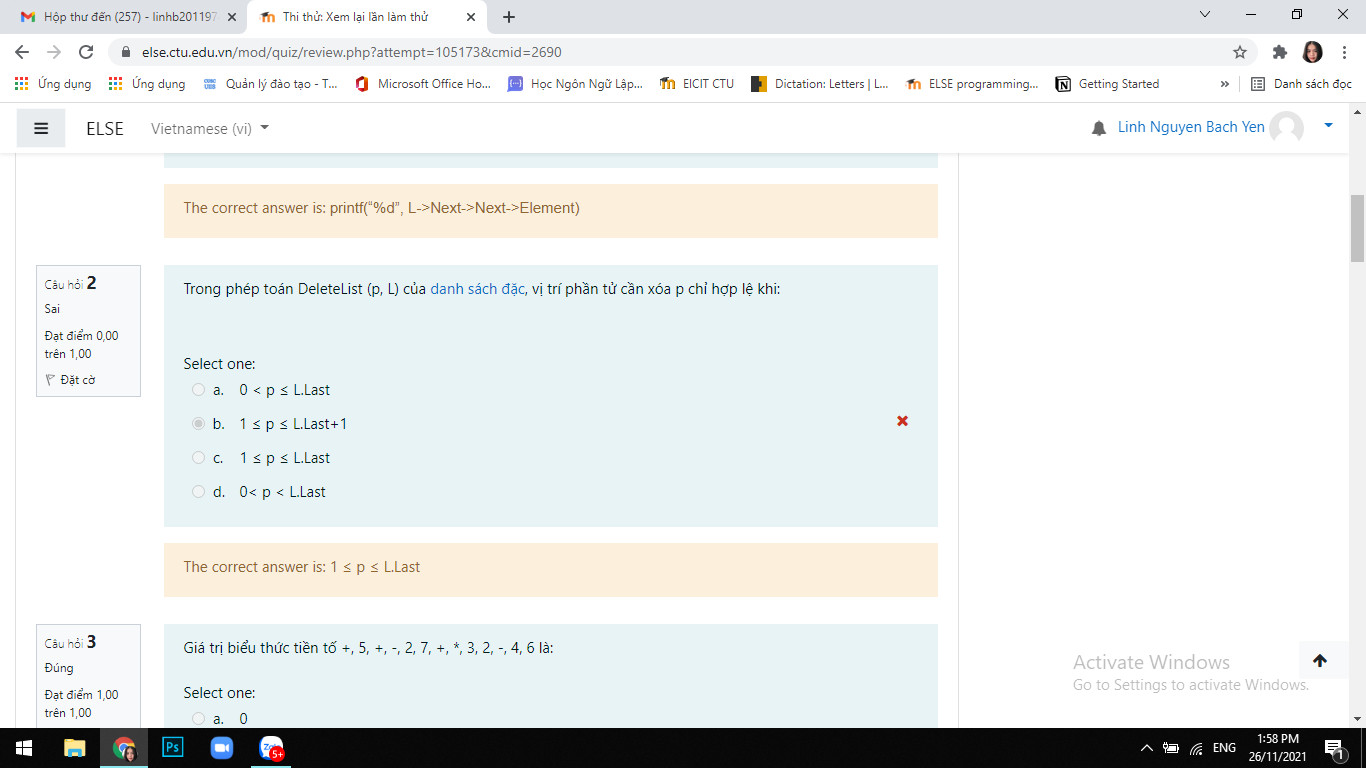 Hộp thư đến (257) - linhb201197
Thi thử: Xem lại lần làm thử
else.ctu.edu.vn/mod/quiz/review.php?attempt=105173&cmid=2690
Ứng dụng
Ứng dụng
Quản lý đào tạo - T...
Microsoft Office Ho...
Học Ngôn Ngữ Lập...
EICIT CTU
Dictation: Letters | L...
ELSE programming...
Getting Started
»
Danh sách đọc
ELSE
Vietnamese (vi)
Linh Nguyen Bach Yen
The correct answer is: printf(“%d”, L->Next->Next->Element)
Câu hỏi 2
Sai
Đạt điểm 0,00
trên 1,00
Đặt cờ
Trong phép toán DeleteList (p, L) của danh sách đặc, vị trí phần tử cần xóa p chỉ hợp lệ khi:
Select one:
a. 0 < p ≤ L.Last
b. 1 ≤ p ≤ L.Last+1
c. 1 ≤ p ≤ L.Last
d. 0< p < L.Last
The correct answer is: 1 ≤ p ≤ L.Last
Câu hỏi 3
Đúng
Đạt điểm 1,00
trên 1,00
Giá trị biểu thức tiền tố +, 5, +, -, 2, 7, +, *, 3, 2, -, 4, 6 là:
Select one:
a. 0
Activate Windows
Go to Settings to activate Windows.
Ps
Zalo
5+
ENG
1:58 PM
26/11/2021
1